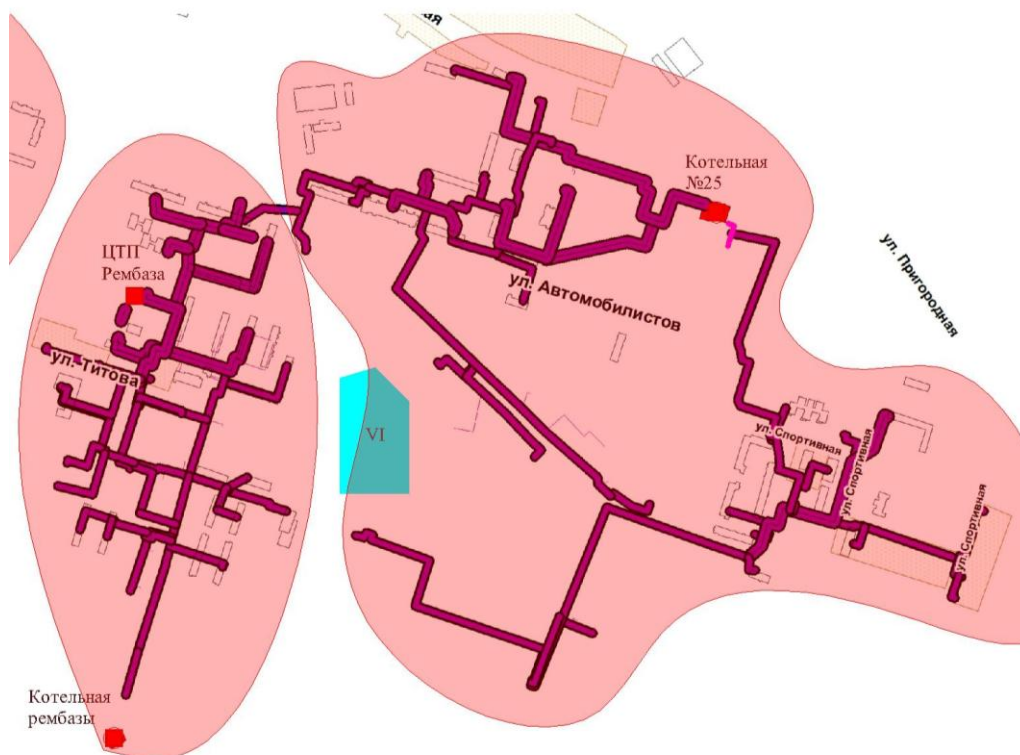 ая
Котельная
№25
ул. Пригородная
ЦТП
Рембаза
ул. Автомобилистов
ул. Титова
VI
ул. Спортивная
ул. Спортивная
ул. Спортивная
Котельная
рембазы